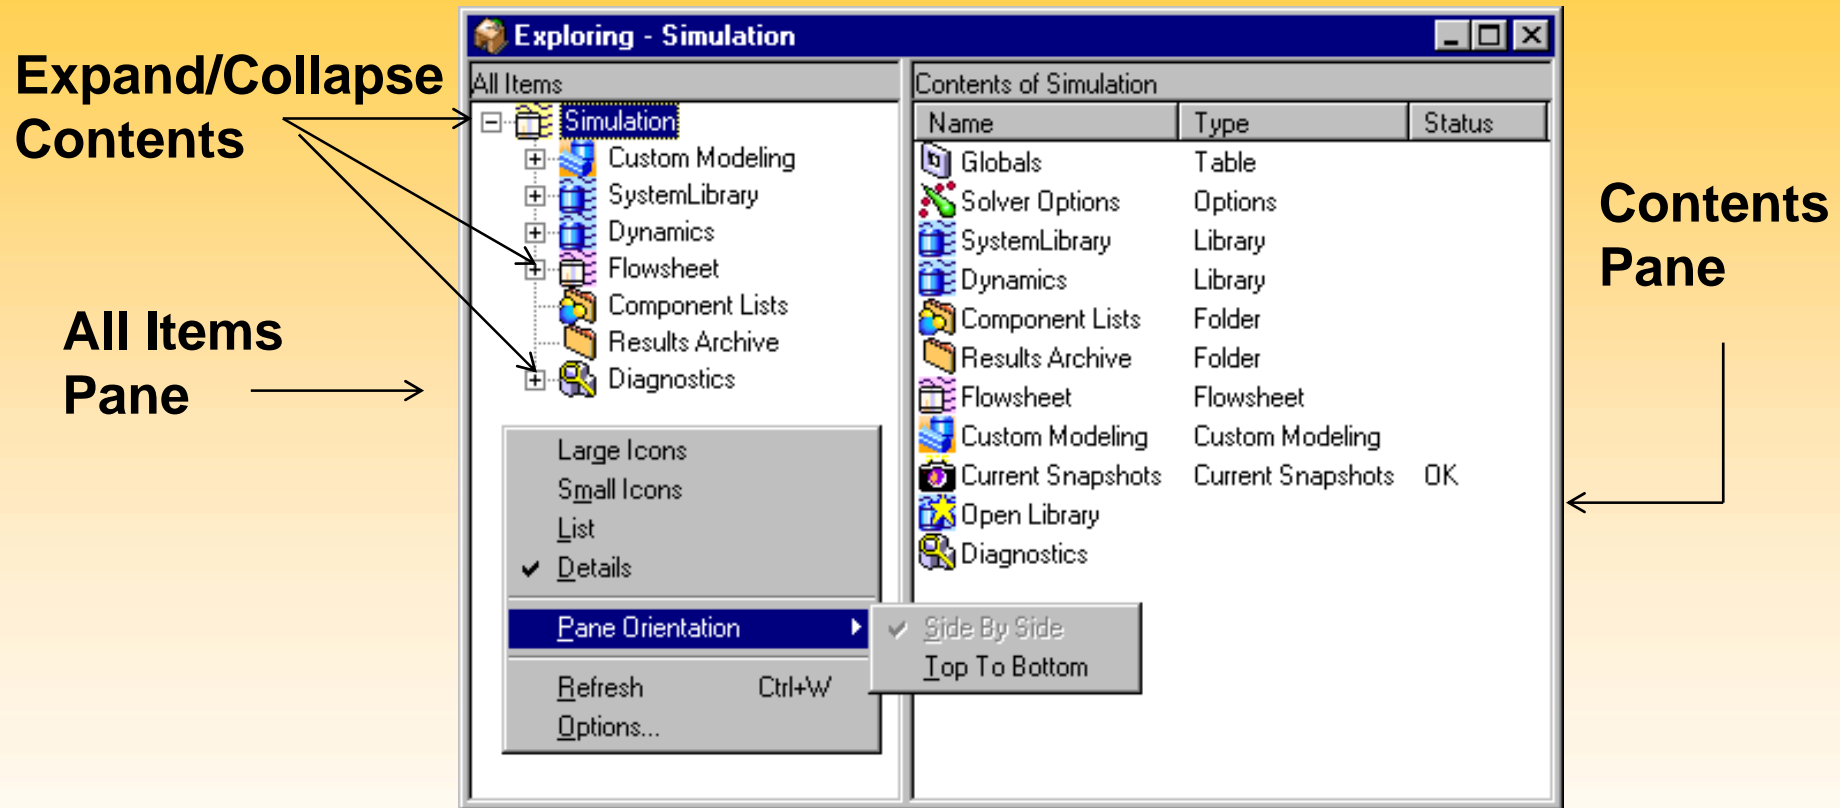 Exploring - Simulation
Expand/Collapse
Contents
All Items
Pane
Contents
Pane
All Items
Simulation
Custom Modeling
SystemLibrary
Dynamics
Flowsheet
Component Lists
Results Archive
Diagnostics
Large Icons
Small Icons
List
Details
Pane Orientation
Refresh Ctrl+W
Options...
Side By Side
Top To Bottom
Contents of Simulation
Name Type Status
Globals Table
Solver Options Options
SystemLibrary Library
Dynamics Library
Component Lists Folder
Results Archive Folder
Flowsheet Flowsheet
Custom Modeling Custom Modeling
Current Snapshots Current Snapshots OK
Open Library
Diagnostics